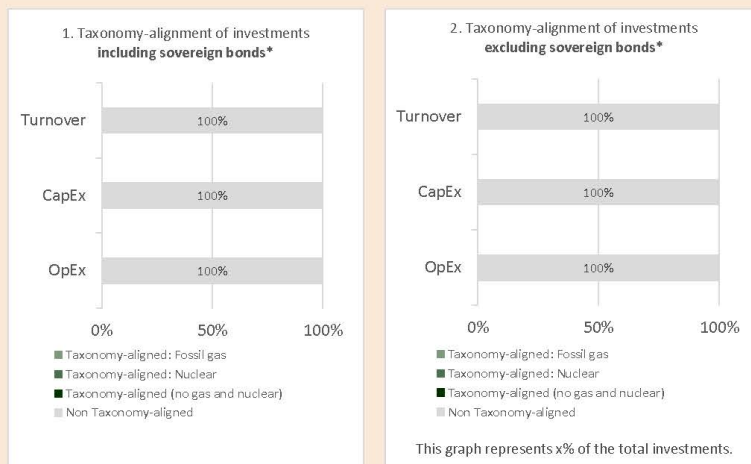 1. Taxonomy-alignment of investments
including sovereign bonds*
Turnover
100%
CapEx
100%
OpEx
100%
0%
50%
100%
Taxonomy-aligned: Fossil gas
Taxonomy-aligned: Nuclear
Taxonomy-aligned (no gas and nuclear)
Non Taxonomy-aligned
2. Taxonomy-alignment of investments
excluding sovereign bonds*
Turnover
100%
CapEx
100%
OpEx
100%
0%
50%
100%
Taxonomy-aligned: Fossil gas
Taxonomy-aligned: Nuclear
Taxonomy-aligned (no gas and nuclear)
Non Taxonomy-aligned
This graph represents x% of the total investments.